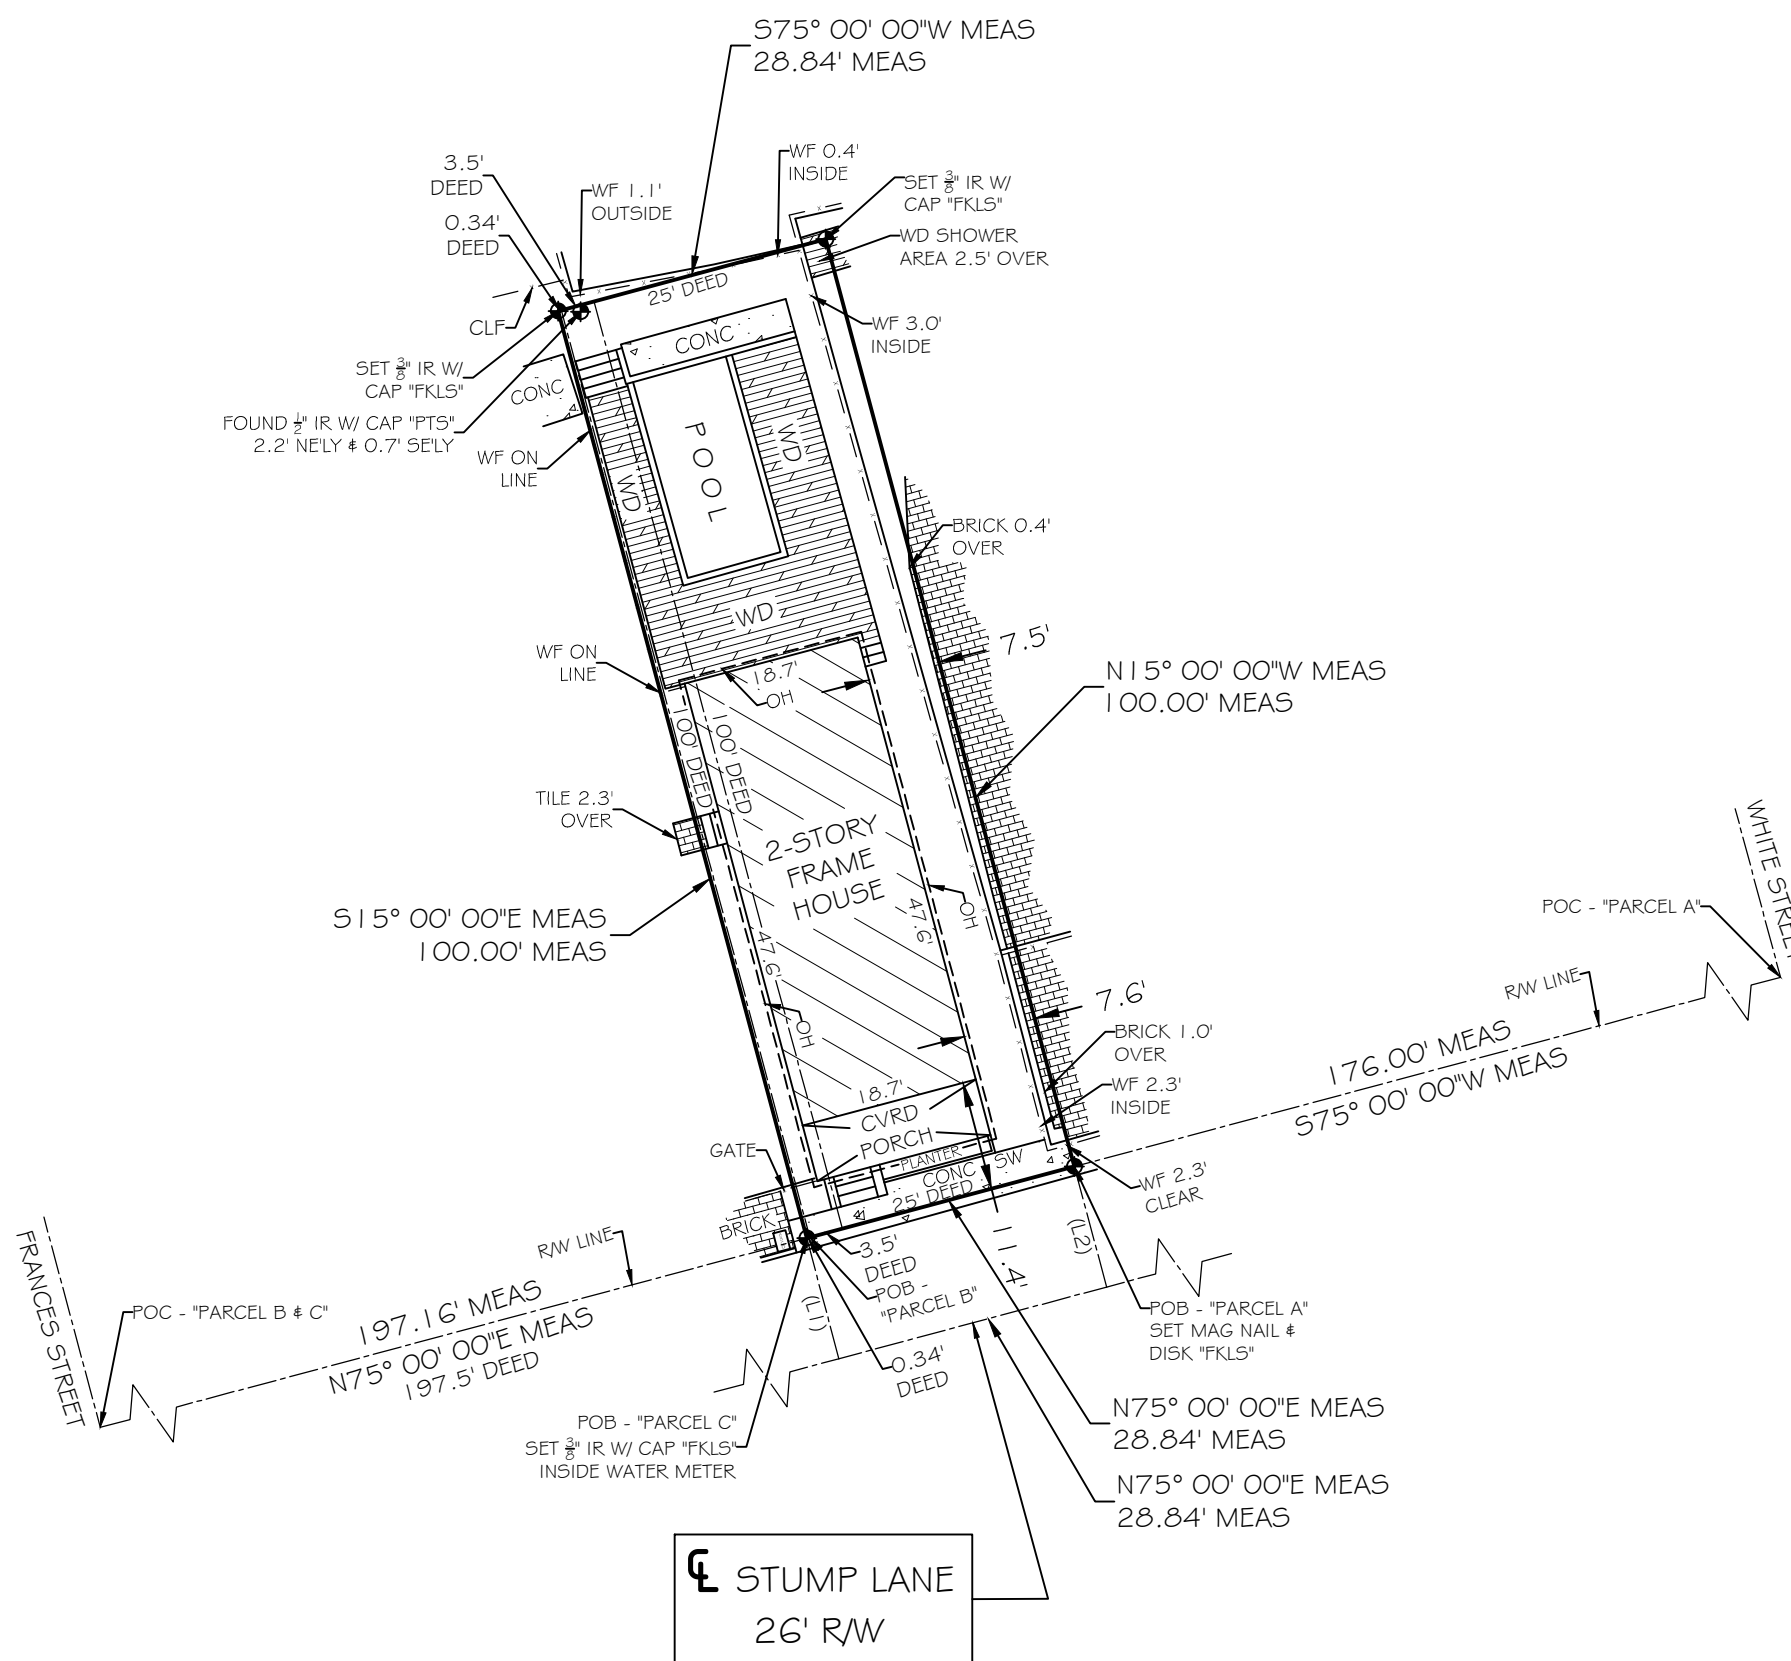 S75° 00' 00"W MEAS
28.84' MEAS
3.5'
DEED
0.34'
DEED
WF 1.1'
OUTSIDE
WF 0.4'
INSIDE
SET 3/8" IR W/
CAP "FKLS"
WD SHOWER
AREA 2.5' OVER
25' DEED
CLF
CONC
WF 3.0'
INSIDE
SET 3/8" IR W/
CAP "FKLS"
CONC
FOUND 1/2" IR W/ CAP "PTS"
2.2' NE'LY & 0.7' SE'LY
WF ON
LINE
WD
POOL
WD
BRICK 0.4'
OVER
WD
7.5'
WF ON
LINE
18.7'
OH
N15° 00' 00"W MEAS
100.00' MEAS
100' DEED
100' DEED
TILE 2.3'
OVER
2-STORY
FRAME
HOUSE
WHITE STREET
POC - "PARCEL A"
S15° 00' 00"E MEAS
100.00' MEAS
47.6'
OH
47.6'
OH
R/W LINE
7.6'
BRICK 1.0'
OVER
176.00' MEAS
S75° 00' 00"W MEAS
WF 2.3'
INSIDE
18.7'
CVRD
PORCH
GATE
PLANTER
CONC SW
25' DEED
WF 2.3'
CLEAR
BRICK
FRANCES STREET
R/W LINE
3.5'
DEED
POB -
"PARCEL B"
11.4'
(L2)
(L1)
POC - "PARCEL B & C"
197.16' MEAS
N75° 00' 00"E MEAS
197.5' DEED
POB - "PARCEL A"
SET MAG NAIL &
DISK "FKLS"
0.34'
DEED
POB - "PARCEL C"
SET 3/8" IR W/ CAP "FKLS"
INSIDE WATER METER
N75° 00' 00"E MEAS
28.84' MEAS
N75° 00' 00"E MEAS
28.84' MEAS
℄ STUMP LANE
26' R/W